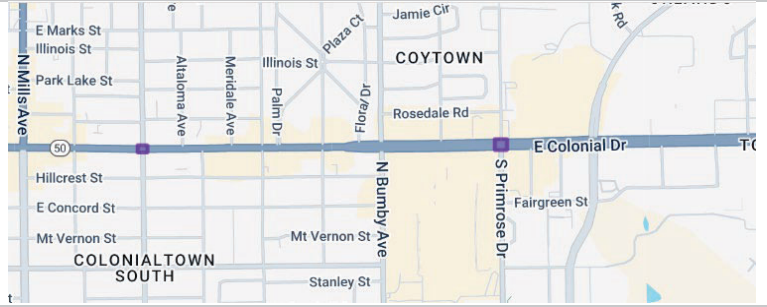 E Marks St
Illinois St
N Mills Ave
Park Lake St
Altaloma Ave
Meridale Ave
Illinois St
Palm Dr
Plaza Ct
Flora Dr
Jamie Cir
COYTOWN
Rosedale Rd
k Rd
50
E Colonial Dr
TO
Hillcrest St
E Concord St
Mt Vernon St
COLONIALTOWN
SOUTH
Mt Vernon St
Stanley St
N Bumby Ave
S Primrose Dr
Fairgreen St
t
e